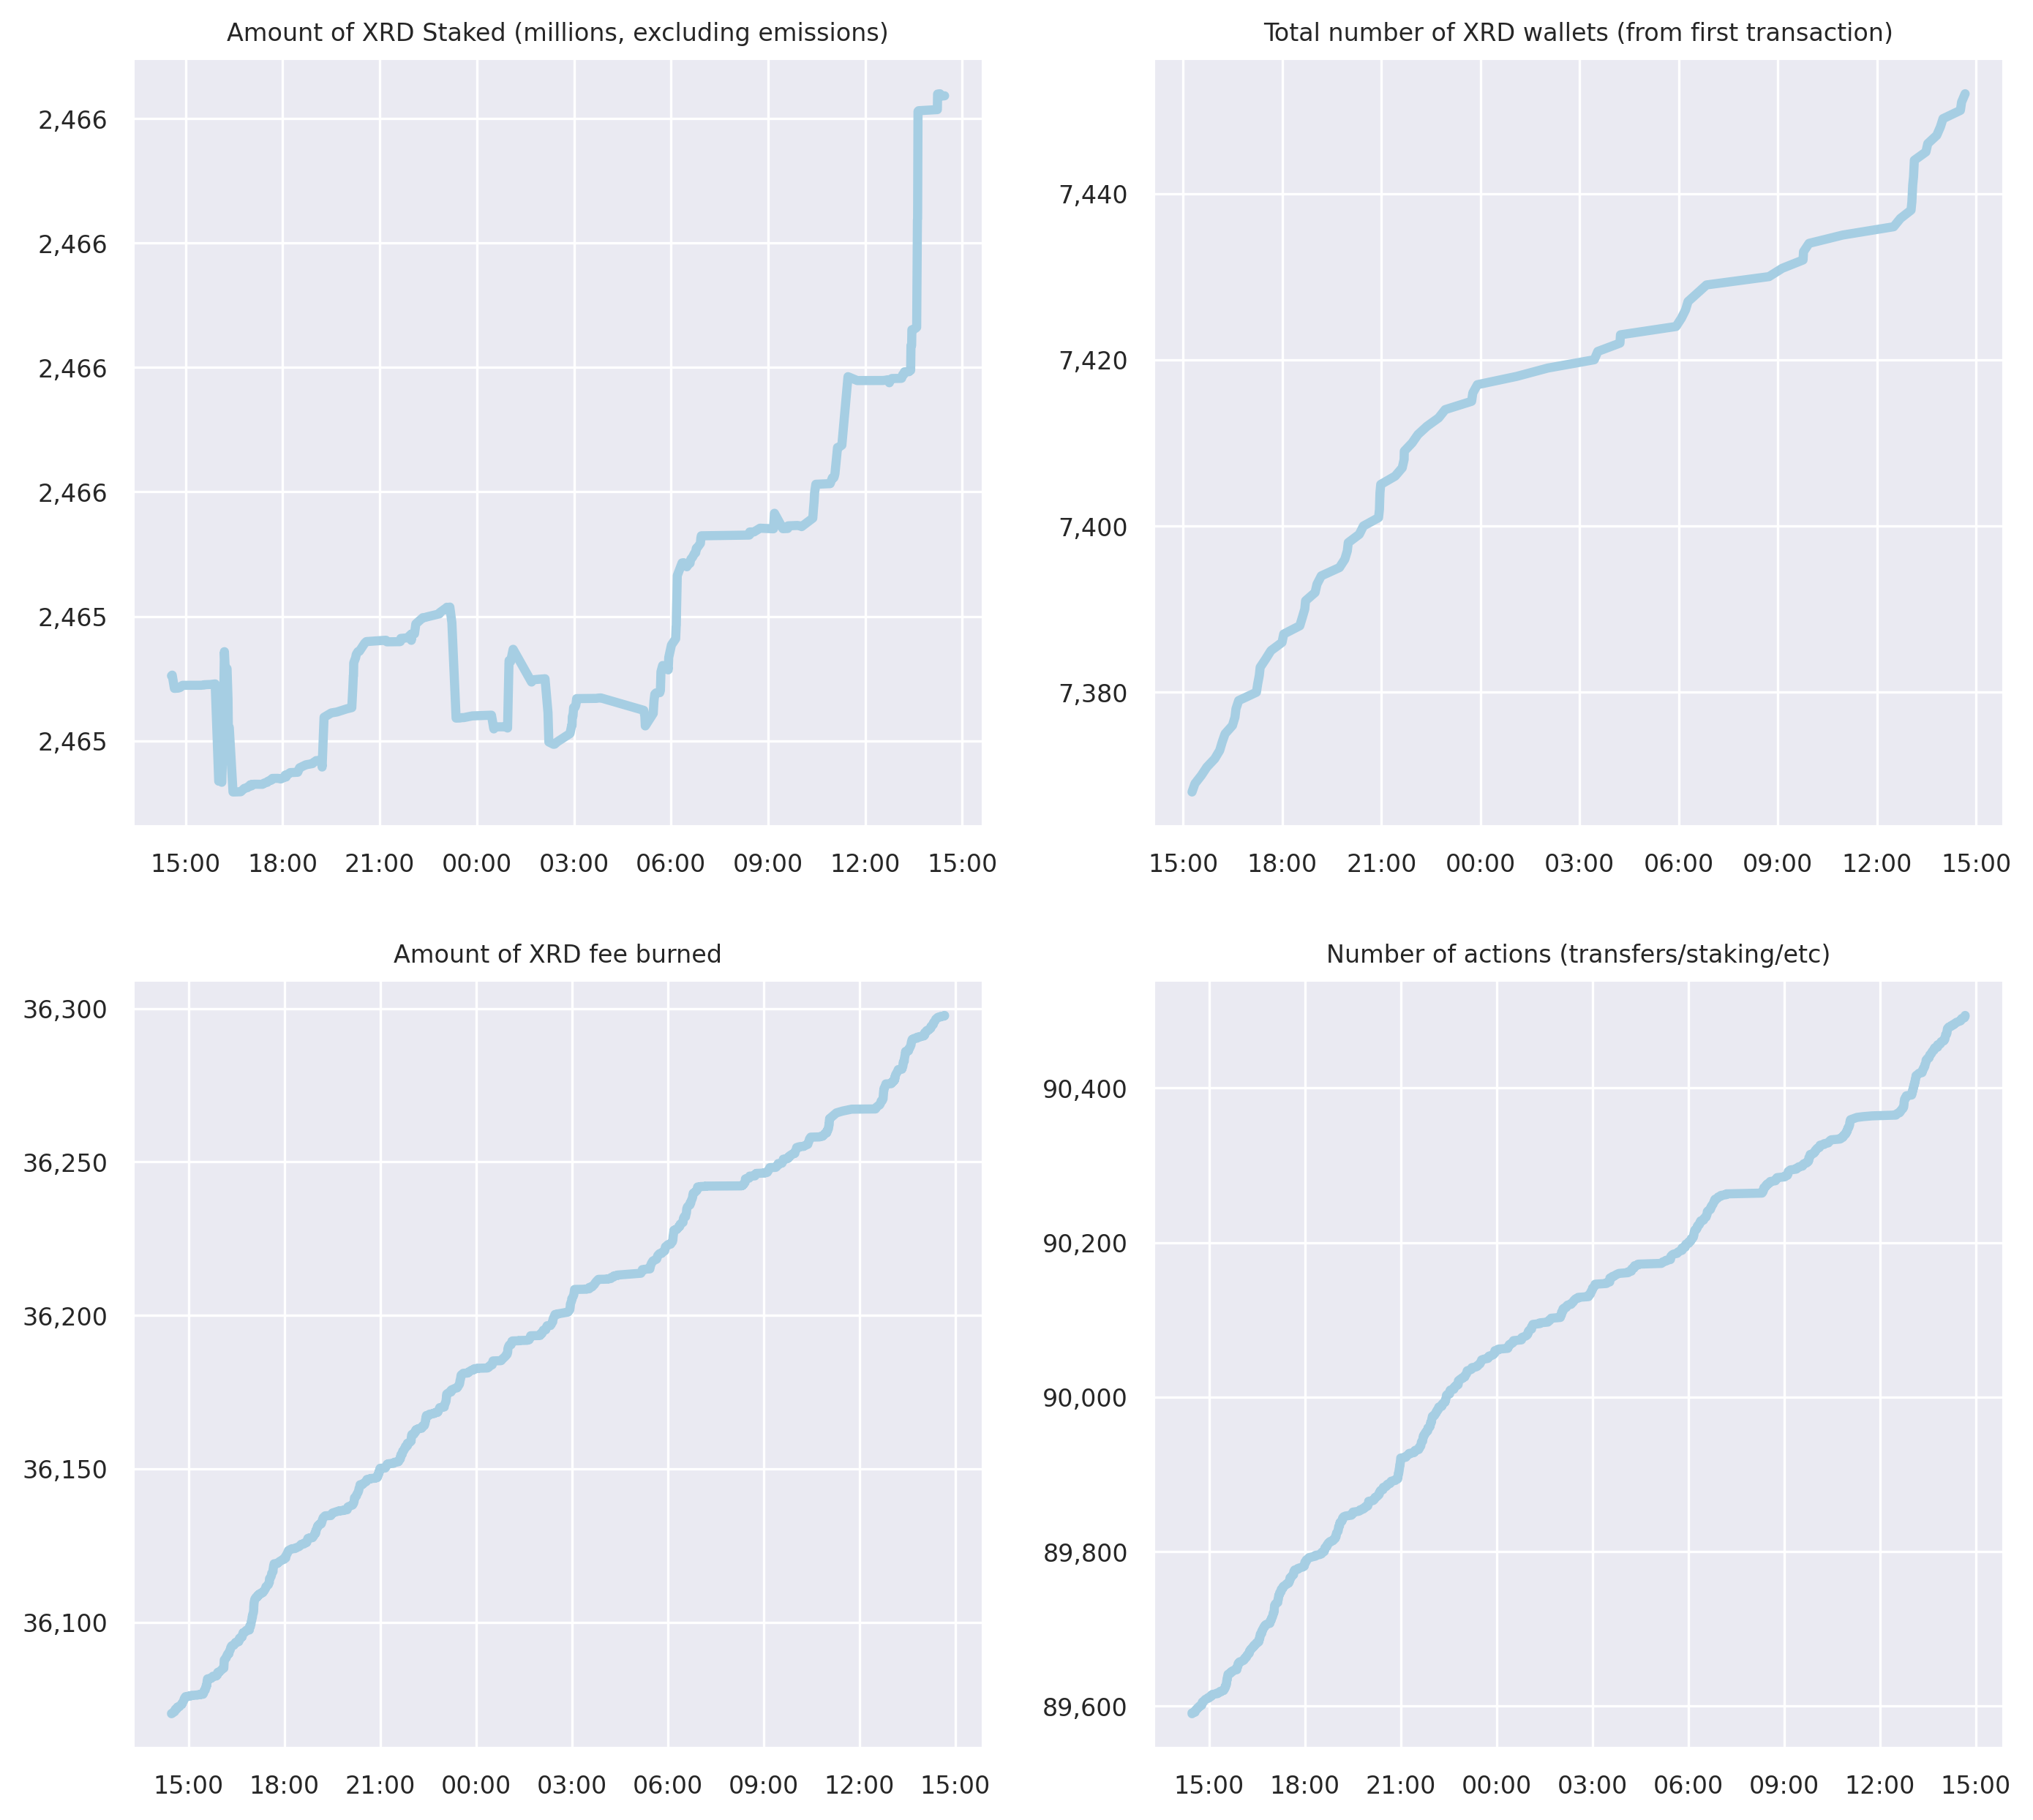 Amount of XRD Staked (millions, excluding emissions)
2,466
2,466
2,466
2,466
2,465
2,465
15:00 18:00 21:00 00:00 03:00 06:00 09:00 12:00 15:00
Total number of XRD wallets (from first transaction)
7,440
7,420
7,400
7,380
15:00 18:00 21:00 00:00 03:00 06:00 09:00 12:00 15:00
Amount of XRD fee burned
36,300
36,250
36,200
36,150
36,100
15:00 18:00 21:00 00:00 03:00 06:00 09:00 12:00 15:00
Number of actions (transfers/staking/etc)
90,400
90,200
90,000
89,800
89,600
15:00 18:00 21:00 00:00 03:00 06:00 09:00 12:00 15:00